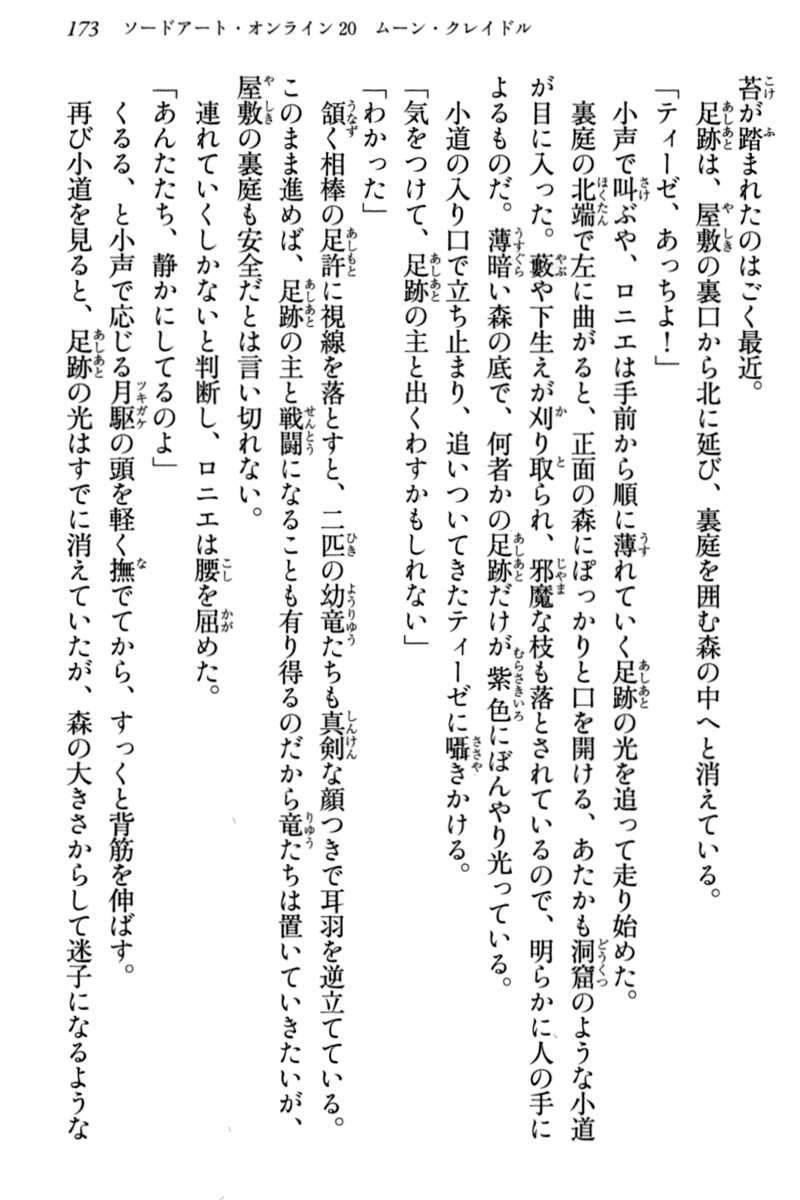 173　ソードアート・オンライン20　ムーン・クレイドル
苔が踏まれたのはごく最近。
足跡は、屋敷の裏口から北に延び、裏庭を囲む森の中へと消えている。
「ティーゼ、あっちよ！」
小声で叫ぶや、ロニエは手前から順に薄れていく足跡の光を追って走り始めた。
裏庭の北端で左に曲がると、正面の森にぽっかりと口を開ける、あたかも洞窟のような小道
が目に入った。藪や下生えが刈り取られ、邪魔な枝も落とされているので、明らかに人の手に
よるものだ。薄暗い森の底で、何者かの足跡だけが紫色にぼんやり光っている。
小道の入り口で立ち止まり、追いついてきたティーゼに囁きかける。
「気をつけて、足跡の主と出くわすかもしれない」
「わかった」
頷く相棒の足許に視線を落とすと、二匹の幼竜たちも真剣な顔つきで耳羽を逆立てている。
このまま進めば、足跡の主と戦闘になることも有り得るのだから竜たちは置いていきたいが、
屋敷の裏庭も安全だとは言い切れない。
連れていくしかないと判断し、ロニエは腰を屈めた。
「あんたたち、静かにしてるのよ」
くるる、と小声で応じる月駆の頭を軽く撫でてから、すっくと背筋を伸ばす。
再び小道を見ると、足跡の光はすでに消えていたが、森の大きさからして迷子になるような